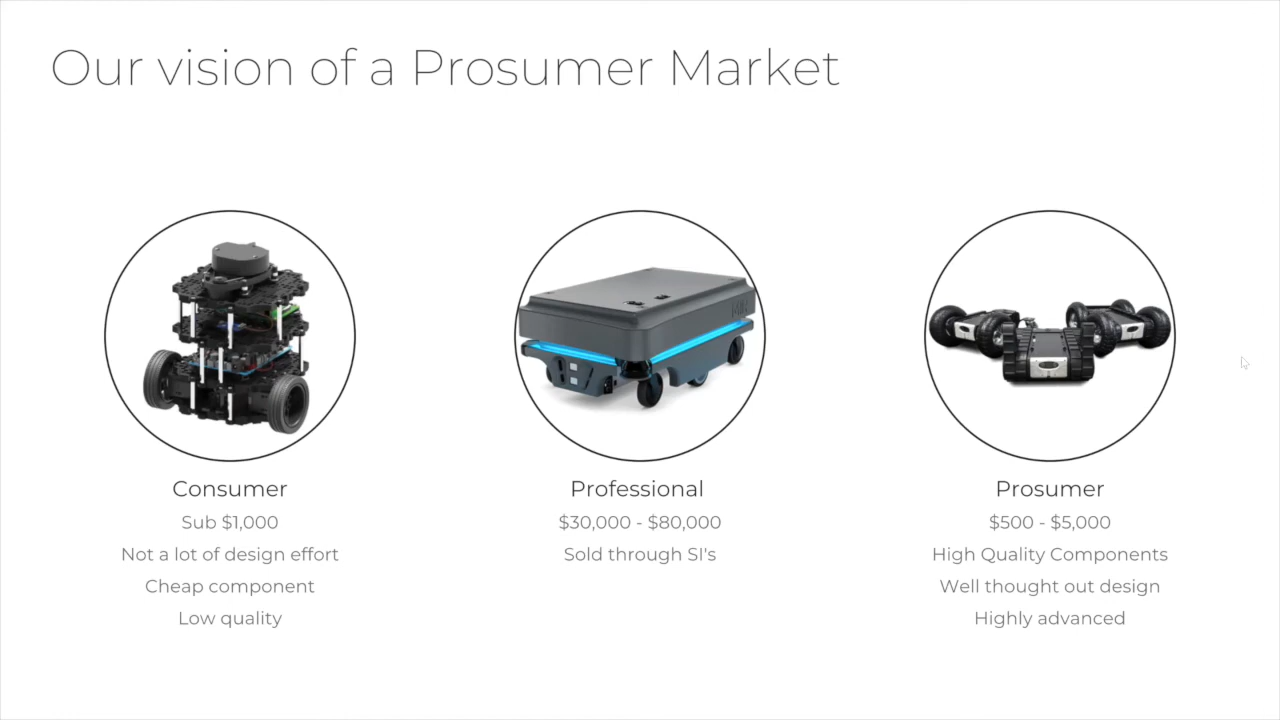 Our vision of a Prosumer Market
Consumer
Sub $1,000
Not a lot of design effort
Cheap component
Low quality
Professional
$30,000 - $80,000
Sold through SI's
Prosumer
$500 - $5,000
High Quality Components
Well thought out design
Highly advanced